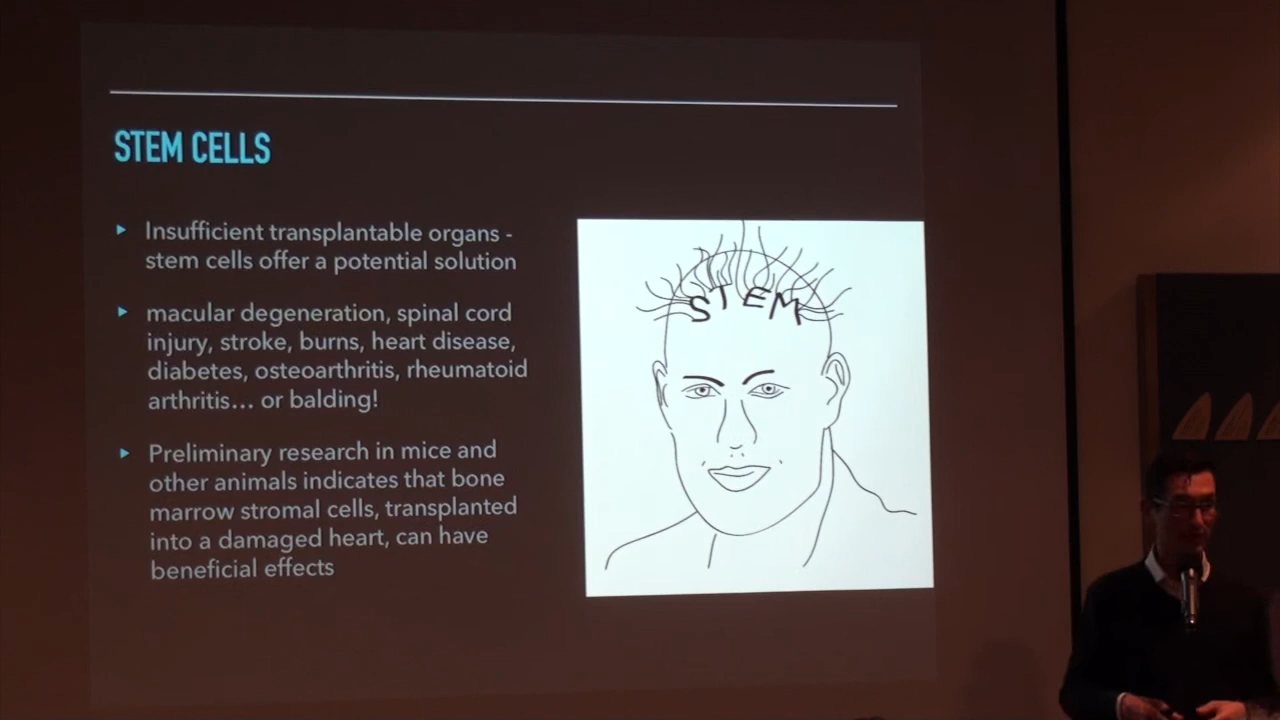 STEM CELLS
Insufficient transplantable organs -
stem cells offer a potential solution
macular degeneration, spinal cord
injury, stroke, burns, heart disease,
diabetes, osteoarthritis, rheumatoid
arthritis... or balding!
Preliminary research in mice and
other animals indicates that bone
marrow stromal cells, transplanted
into a damaged heart, can have
beneficial effects
STEM